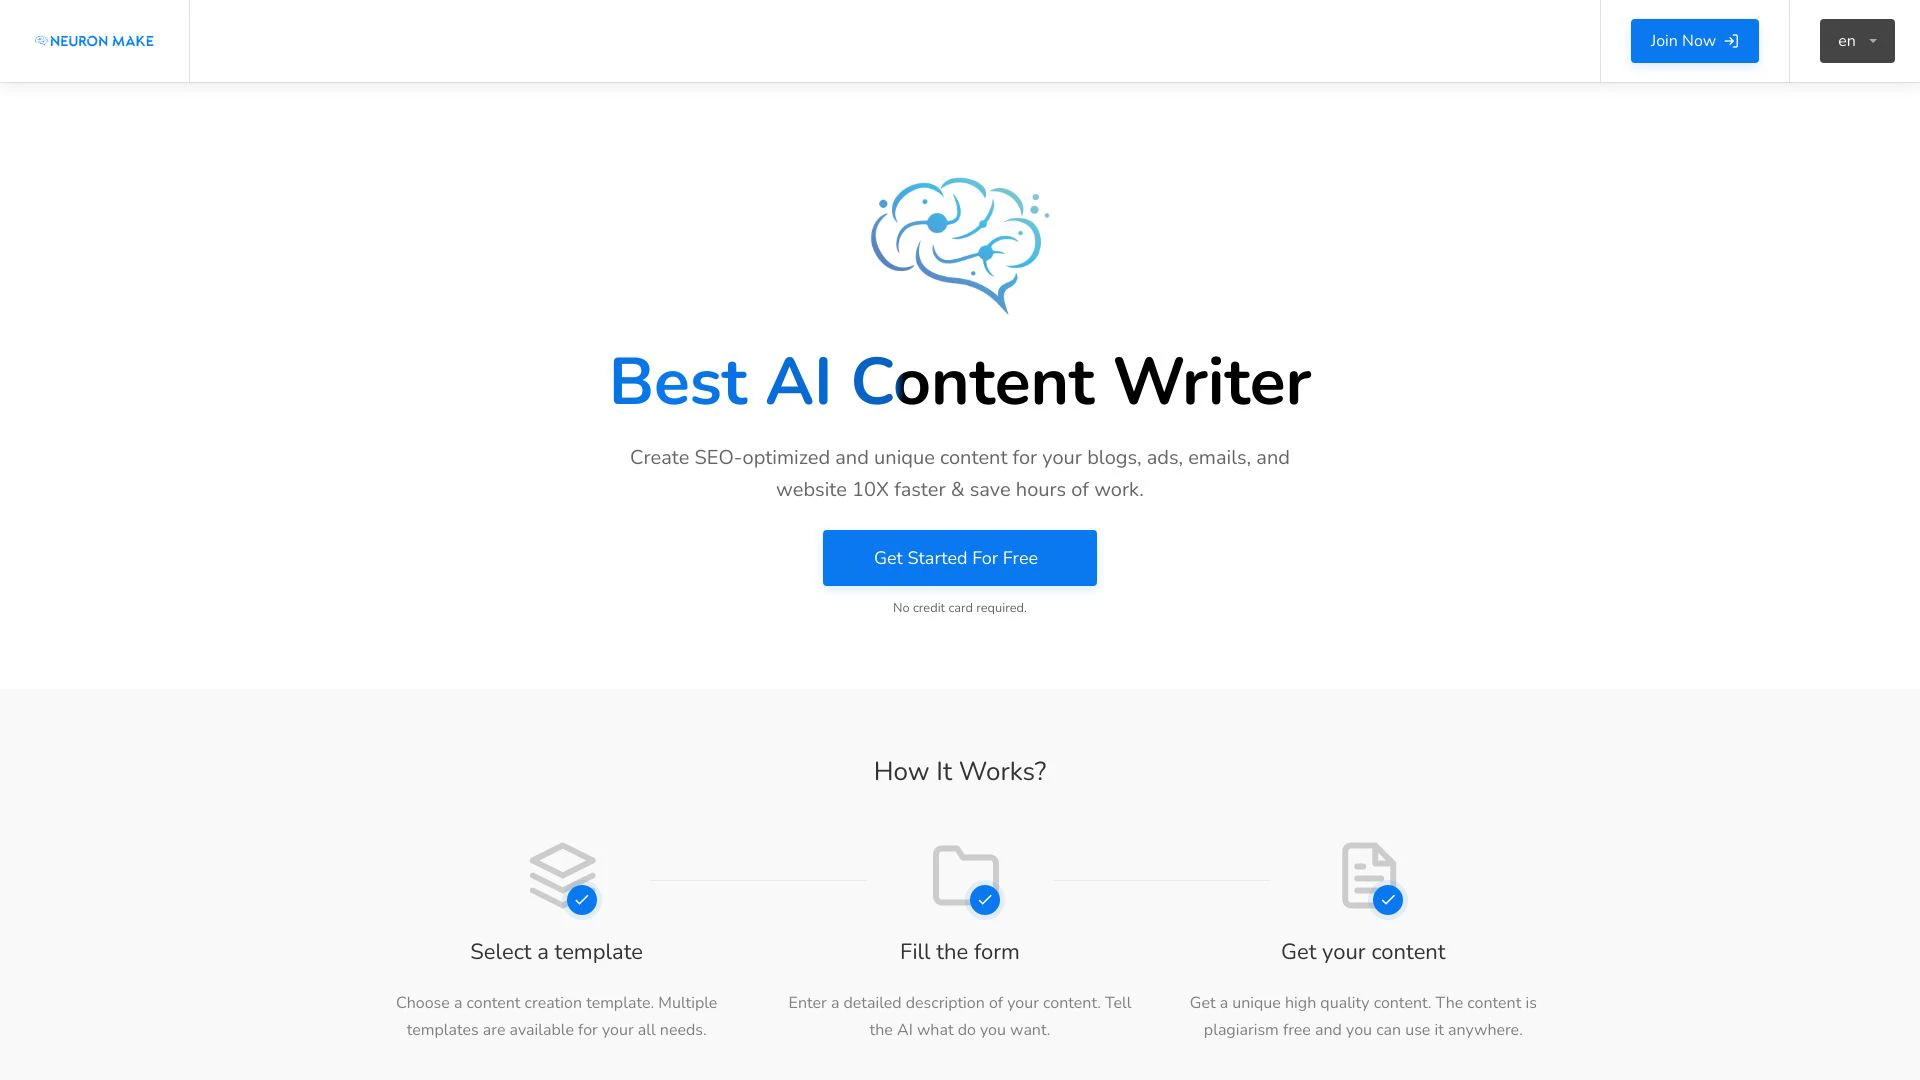 NEURON MAKE
Join Now
en
Best AI Content Writer
Create SEO-optimized and unique content for your blogs, ads, emails, and
website 10X faster & save hours of work.
Get Started For Free
No credit card required.
How It Works?
Select a template
Choose a content creation template. Multiple
templates are available for your all needs.
Fill the form
Enter a detailed description of your content. Tell
the AI what do you want.
Get your content
Get a unique high quality content. The content is
plagiarism free and you can use it anywhere.